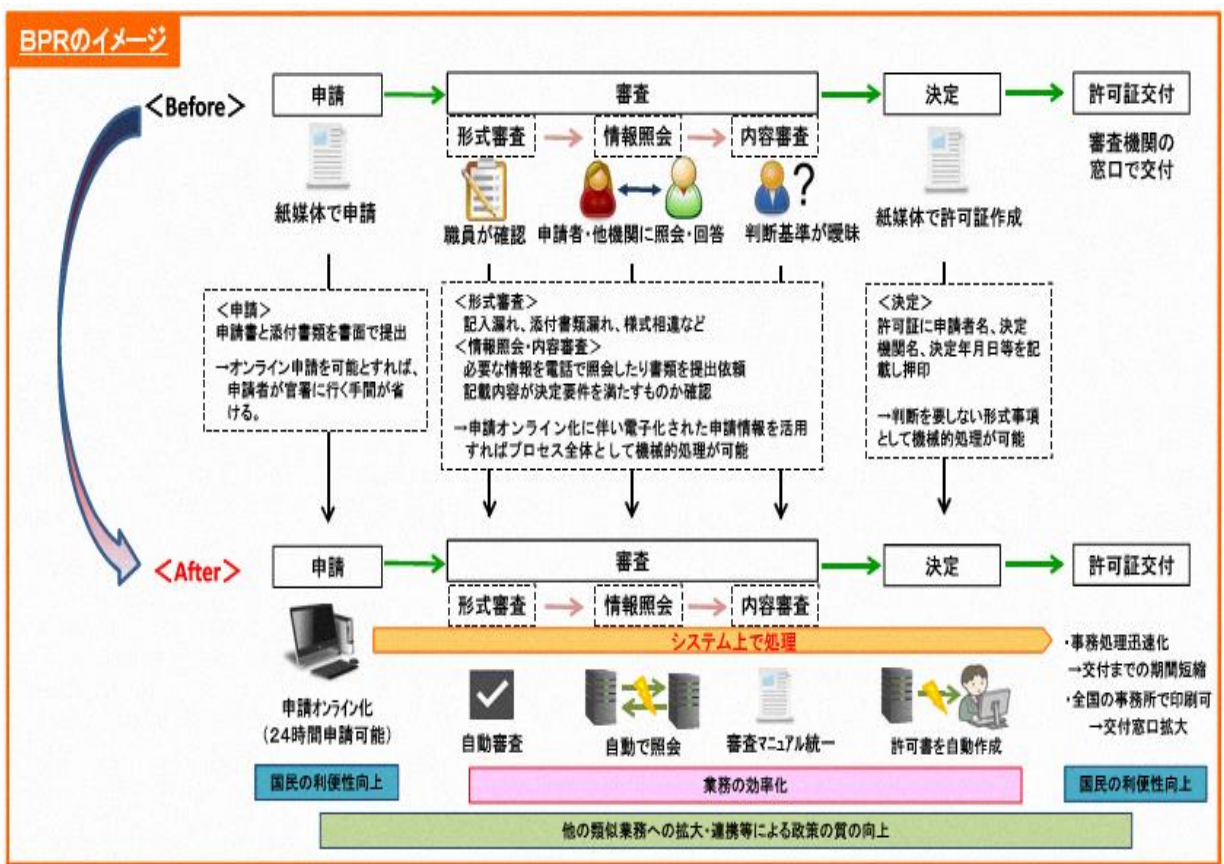 BPRのイメージ
＜Before＞
申請
審査
決定
許可証交付
形式審査
情報照会
内容審査
審査機関の
窓口で交付
?
紙媒体で申請
職員が確認
申請者・他機関に照会・回答
判断基準が曖昧
紙媒体で許可証作成
＜申請＞
申請書と添付書類を書面で提出
→オンライン申請を可能とすれば、
申請者が官署に行く手間が省
ける。
＜形式審査＞
記入漏れ、添付書類漏れ、様式相違など
＜情報照会・内容審査＞
必要な情報を電話で照会したり書類を提出依頼
記載内容が決定要件を満たすものか確認
→申請オンライン化に伴い電子化された申請情報を活用
すればプロセス全体として機械的処理が可能
＜決定＞
許可証に申請者名、決定
機関名、決定年月日等を記
載し押印
→判断を要しない形式事項
として機械的処理が可能
＜After＞
申請
審査
決定
許可証交付
形式審査
情報照会
内容審査
システム上で処理
・事務処理迅速化
→交付までの期間短縮
・全国の事務所で印刷可
→交付窓口拡大
申請オンライン化
（２４時間申請可能）
自動審査
自動で照会
審査マニュアル統一
許可書を自動作成
国民の利便性向上
業務の効率化
国民の利便性向上
他の類似業務への拡大・連携等による政策の質の向上